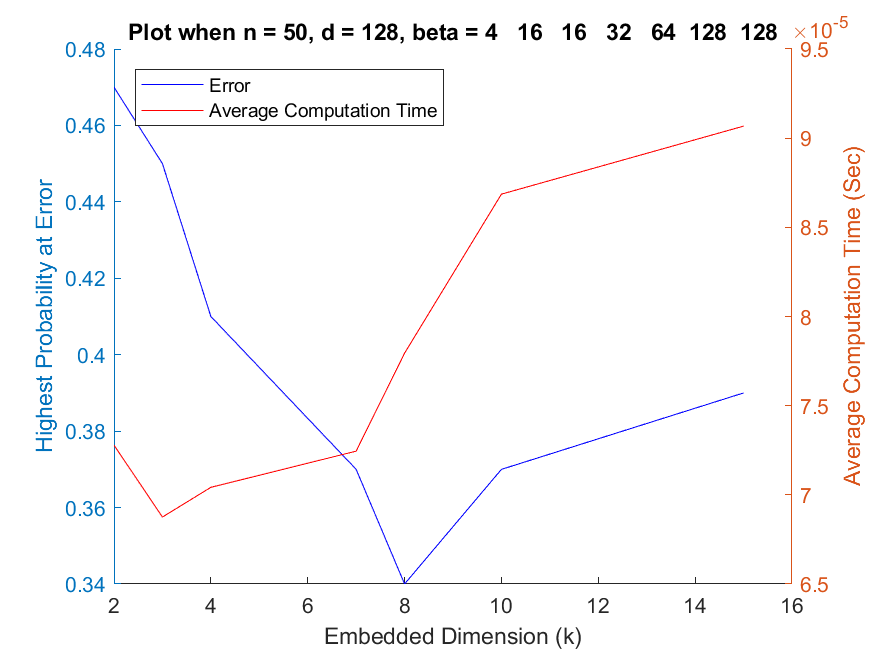 Plot when n = 50, d = 128, beta = 4 16 16 32 64 128 128
×10-5
Error
Average Computation Time
Highest Probability at Error
0.48
0.46
0.44
0.42
0.4
0.38
0.36
0.34
9.5
9
8.5
8
7.5
7
6.5
Average Computation Time (Sec)
2 4 6 8 10 12 14 16
Embedded Dimension (k)